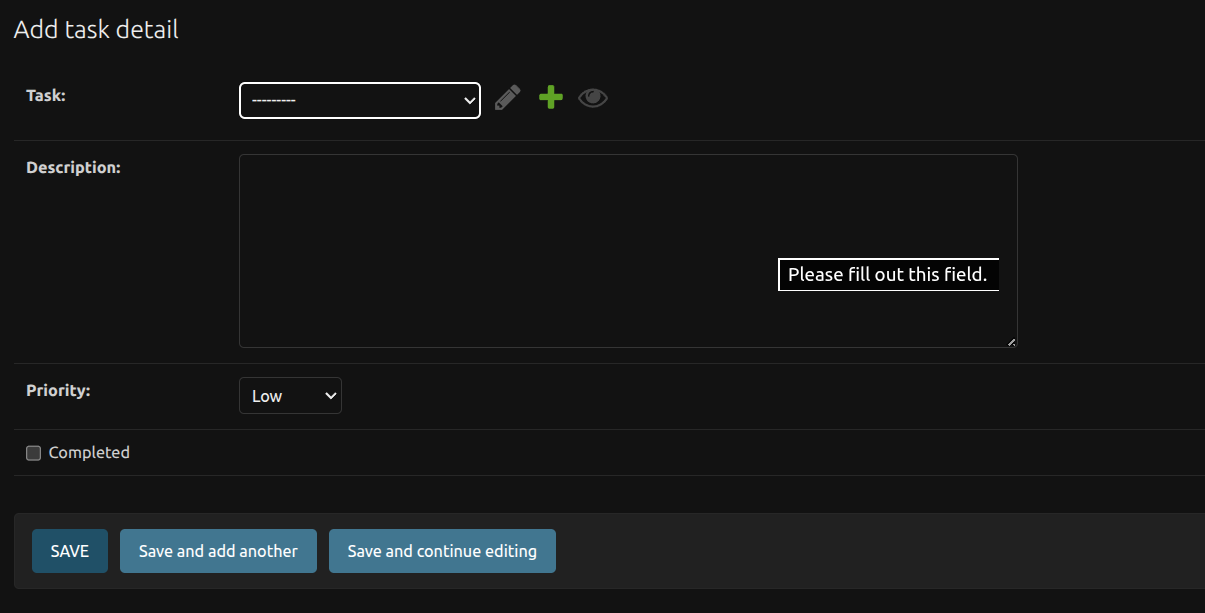 Add task detail
Task:
---------
Description:
Please fill out this field.
Priority:
Low
Completed
SAVE
Save and add another
Save and continue editing